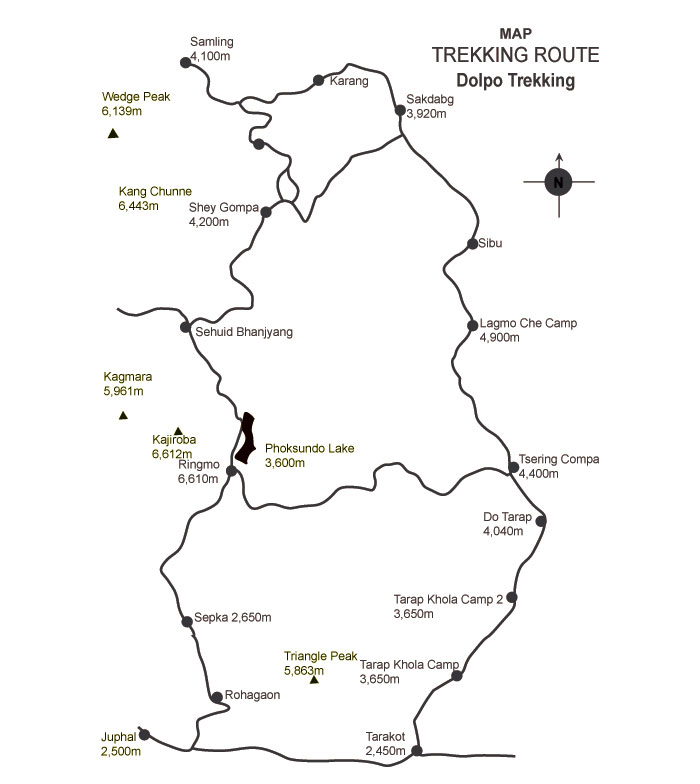 MAP
TREKKING ROUTE
Dolpo Trekking
Samling
4,100m
Karang
Wedge Peak
6,139m
Sakdabg
3,920m
N
Kang Chunne
6,443m
Shey Gompa
4,200m
Sibu
Sehuid Bhanjyang
Lagmo Che Camp
4,900m
Kagmara
5,961m
Kajiroba
6,612m
Phoksundo Lake
3,600m
Ringmo
6,610m
Tsering Compa
4,400m
Do Tarap
4,040m
Tarap Khola Camp 2
3,650m
Sepka 2,650m
Triangle Peak
5,863m
Tarap Khola Camp
3,650m
Rohagaon
Juphal
2,500m
Tarakot
2,450m